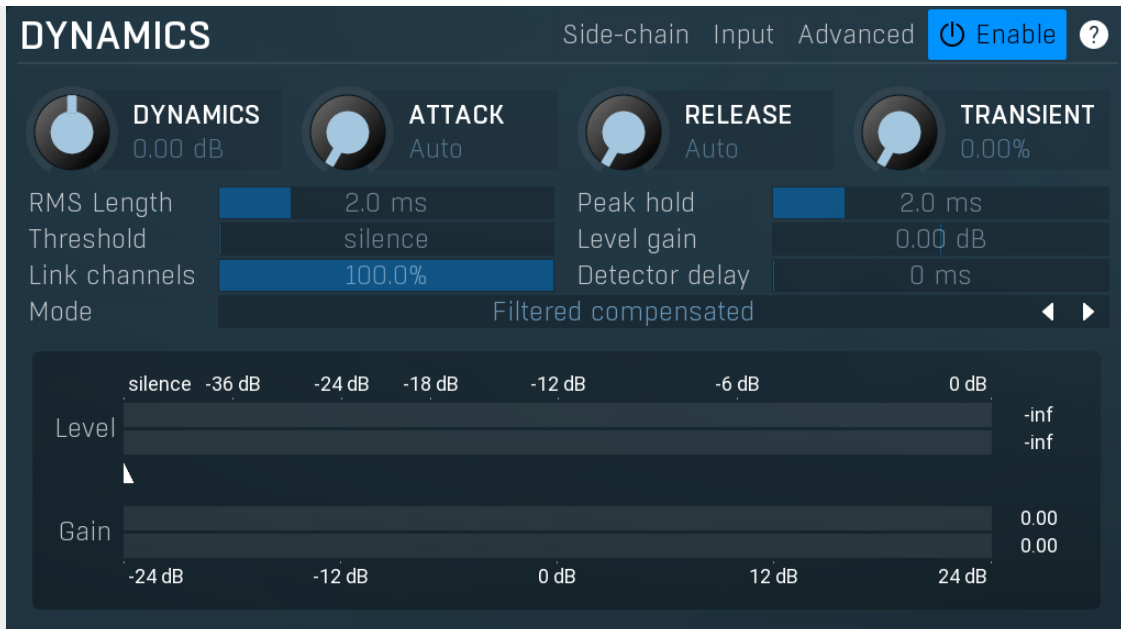 DYNAMICS Side-chain Input Advanced Enable ?
DYNAMICS ATTACK RELEASE TRANSIENT
0.00 dB Auto Auto 0.00%
RMS Length 2.0 ms Peak hold 2.0 ms
Threshold silence Level gain 0.00 dB
Link channels 100.0% Detector delay 0 ms
Mode Filtered compensated
silence -36 dB -24 dB -18 dB -12 dB -6 dB 0 dB
Level -inf
-inf
Gain 0.00
0.00
-24 dB -12 dB 0 dB 12 dB 24 dB